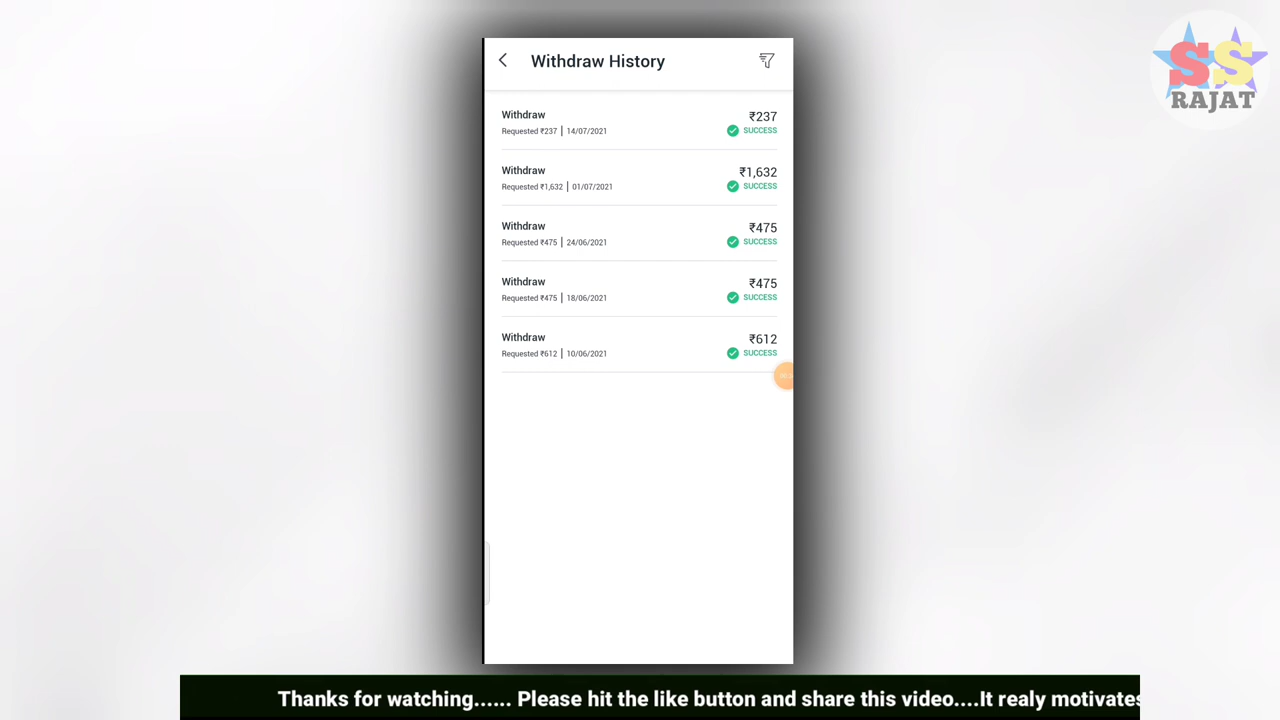 SS
RAJAT
Withdraw History
Withdraw
₹237
Requested ₹237 | 14/07/2021
SUCCESS
Withdraw
₹1,632
Requested ₹1,632 | 01/07/2021
SUCCESS
Withdraw
₹475
Requested ₹475 | 24/06/2021
SUCCESS
Withdraw
₹475
Requested ₹475 | 18/06/2021
SUCCESS
Withdraw
₹612
Requested ₹612 | 10/06/2021
SUCCESS
Thanks for watching...... Please hit the like button and share this video....It realy motivates